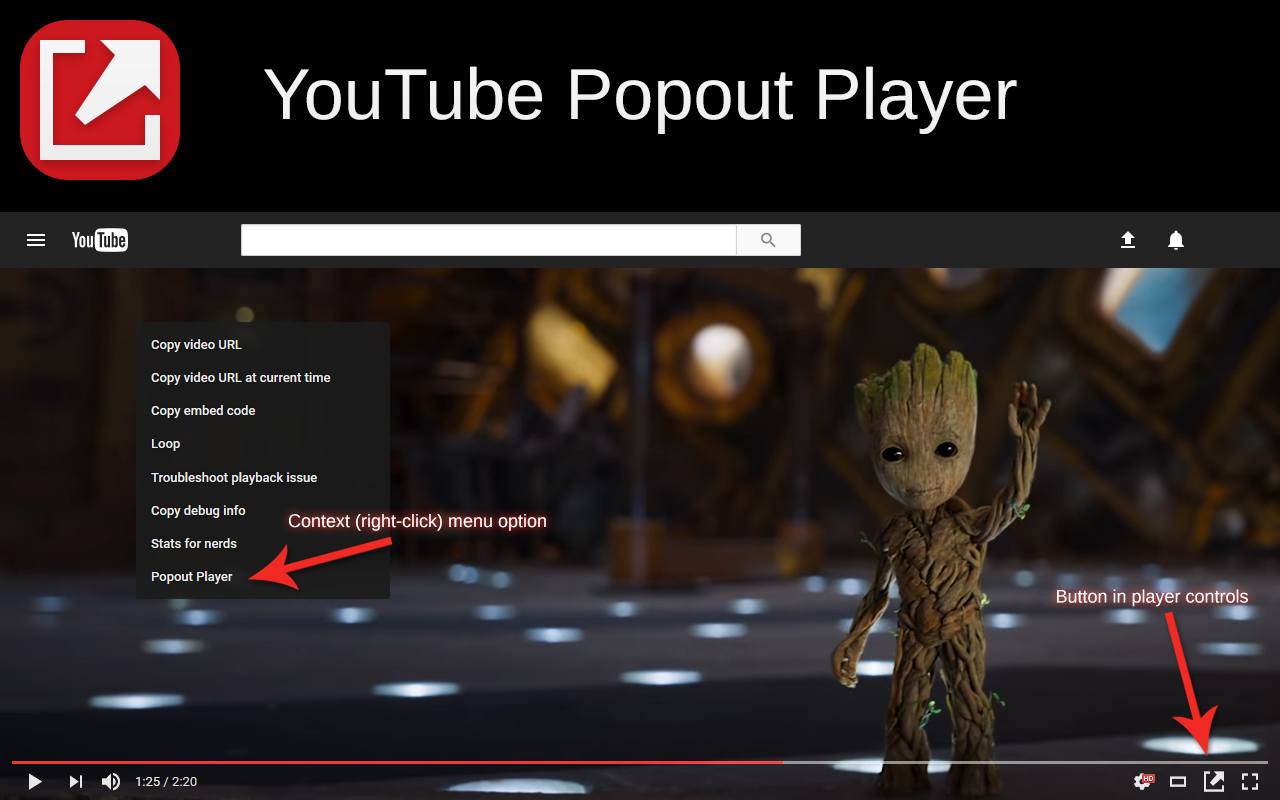 YouTube Popout Player
YouTube
Copy video URL
Copy video URL at current time
Copy embed code
Loop
Troubleshoot playback issue
Copy debug info
Context (right-click) menu option
Stats for nerds
Popout Player
Button in player controls
1:25 / 2:20
HD